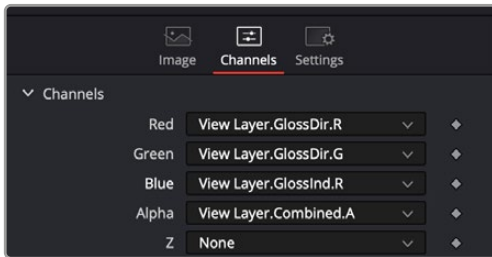 Image Channels Settings
Channels
Red View Layer.GlossDir.R
Green View Layer.GlossDir.G
Blue View Layer.GlossInd.R
Alpha View Layer.Combined.A
Z None